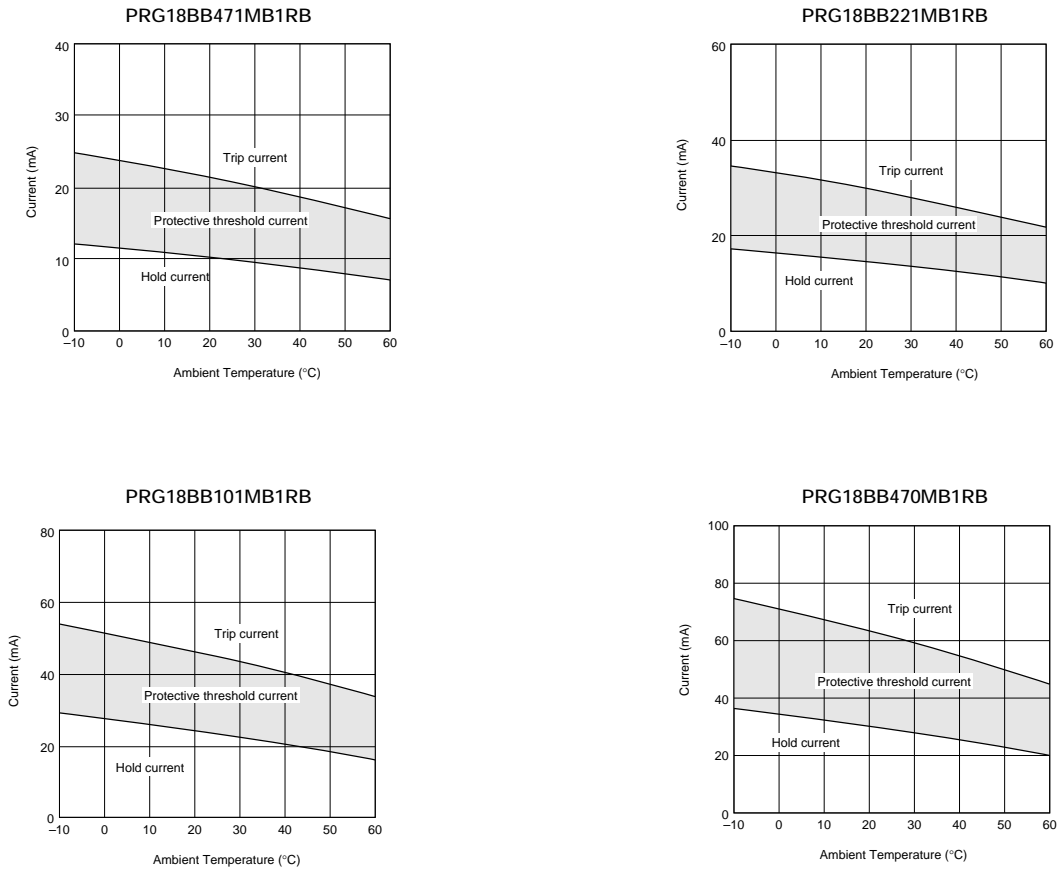 PRG18BB471MB1RB
40
30
20
10
0
Current (mA)
Trip current
Protective threshold current
Hold current
–10 0 10 20 30 40 50 60
Ambient Temperature (°C)
PRG18BB221MB1RB
60
40
20
0
Current (mA)
Trip current
Protective threshold current
Hold current
–10 0 10 20 30 40 50 60
Ambient Temperature (°C)
PRG18BB101MB1RB
80
60
40
20
0
Current (mA)
Trip current
Protective threshold current
Hold current
–10 0 10 20 30 40 50 60
Ambient Temperature (°C)
PRG18BB470MB1RB
100
80
60
40
20
0
Current (mA)
Trip current
Protective threshold current
Hold current
–10 0 10 20 30 40 50 60
Ambient Temperature (°C)